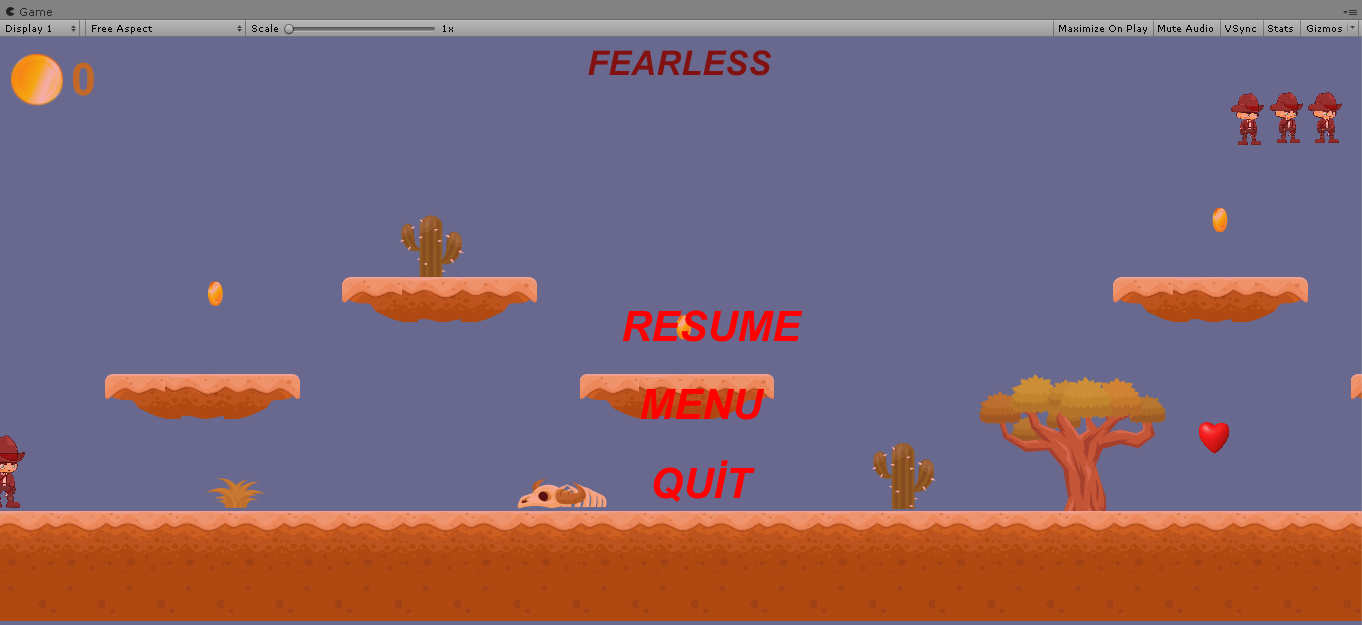 Game
Display 1 Free Aspect Scale 1x Maximize On Play Mute Audio VSync Stats Gizmos
FEARLESS
0
RESUME
MENU
QUİT